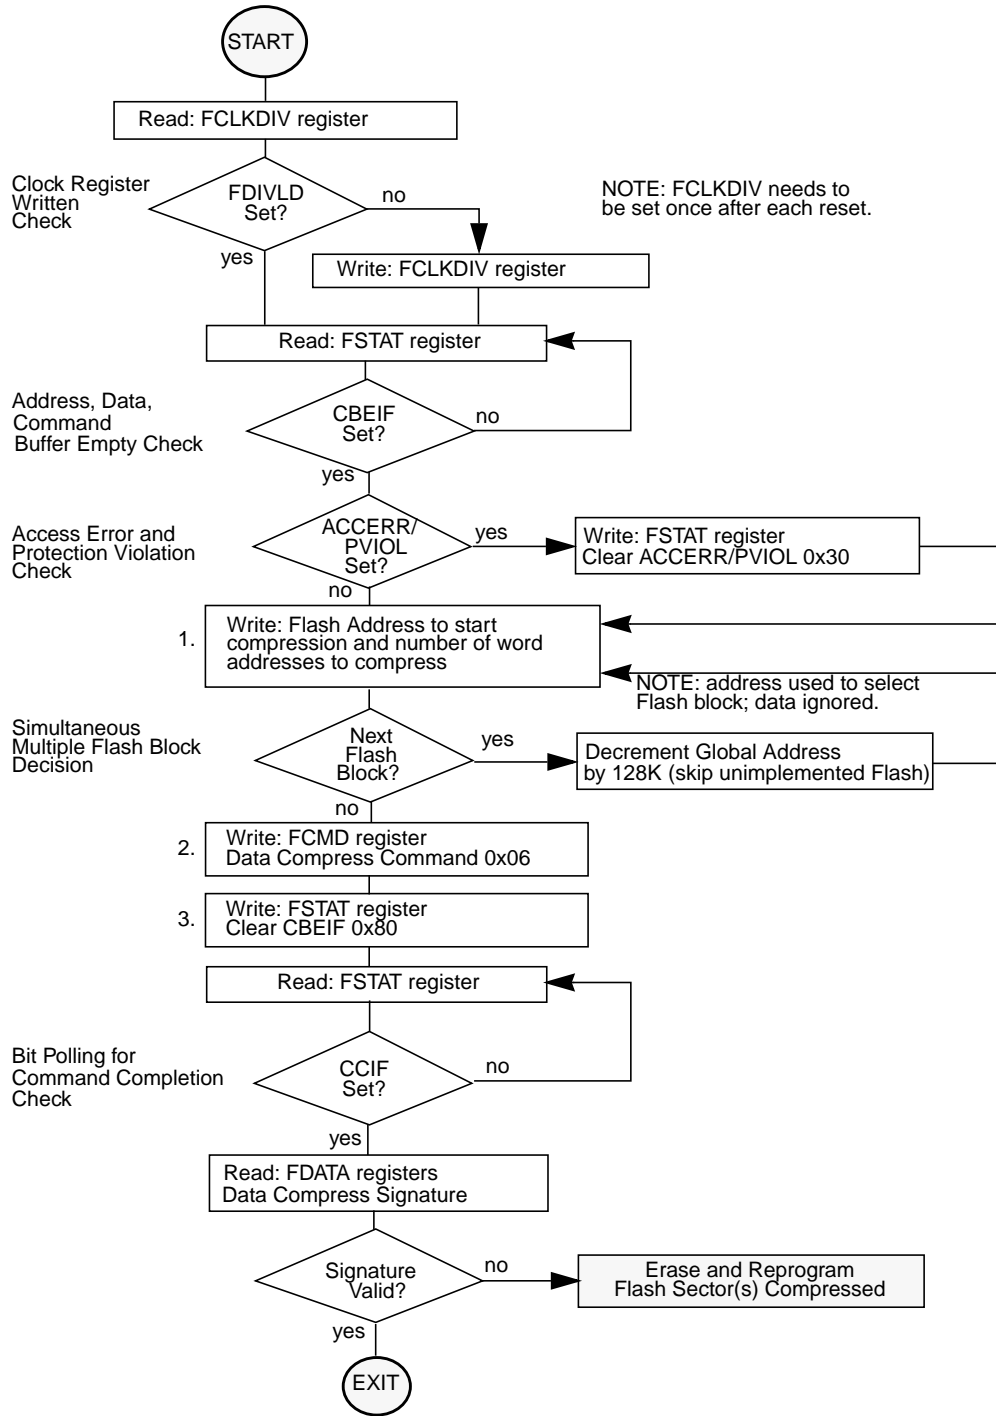 START
Read: FCLKDIV register
Clock Register
Written
Check
FDIVLD
Set?
no
yes
NOTE: FCLKDIV needs to
be set once after each reset.
Write: FCLKDIV register
Read: FSTAT register
Address, Data,
Command
Buffer Empty Check
CBEIF
Set?
no
yes
Access Error and
Protection Violation
Check
ACCERR/
PVIOL
Set?
yes
no
Write: FSTAT register
Clear ACCERR/PVIOL 0x30
1.
Write: Flash Address to start
compression and number of word
addresses to compress
NOTE: address used to select
Flash block; data ignored.
Simultaneous
Multiple Flash Block
Decision
Next
Flash
Block?
yes
no
Decrement Global Address
by 128K (skip unimplemented Flash)
2.
Write: FCMD register
Data Compress Command 0x06
3.
Write: FSTAT register
Clear CBEIF 0x80
Read: FSTAT register
Bit Polling for
Command Completion
Check
CCIF
Set?
no
yes
Read: FDATA registers
Data Compress Signature
Signature
Valid?
no
yes
Erase and Reprogram
Flash Sector(s) Compressed
EXIT